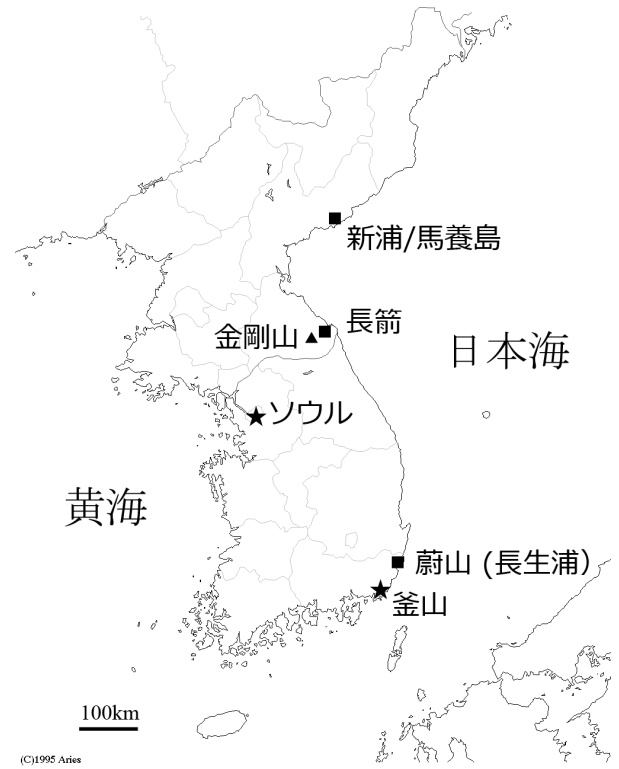 新浦/馬養島
長箭
金剛山
日本海
ソウル
黄海
蔚山 (長生浦)
釜山
100km
(C)1995 Aries